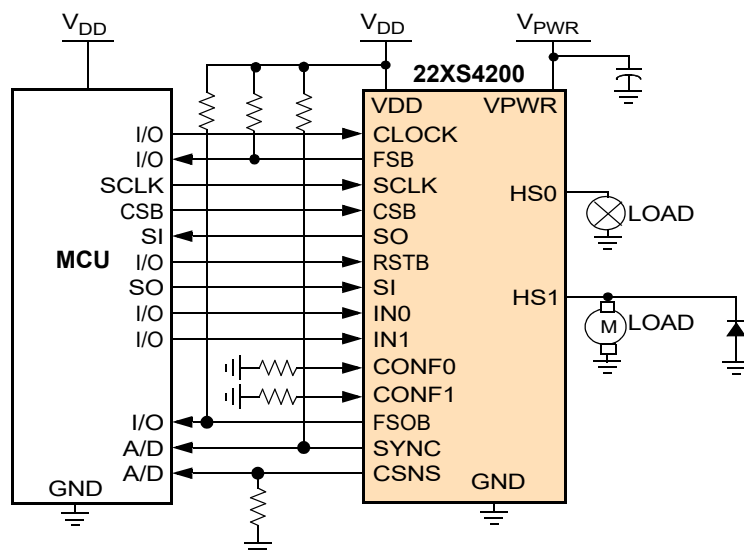 VDD
VDD
VPWR
22XS4200
VDD
VPWR
I/O
CLOCK
I/O
FSB
SCLK
SCLK
HS0
CSB
CSB
LOAD
SI
SO
MCU
I/O
RSTB
SO
SI
HS1
I/O
IN0
M
LOAD
I/O
IN1
CONF0
CONF1
I/O
FSOB
A/D
SYNC
A/D
CSNS
GND
GND